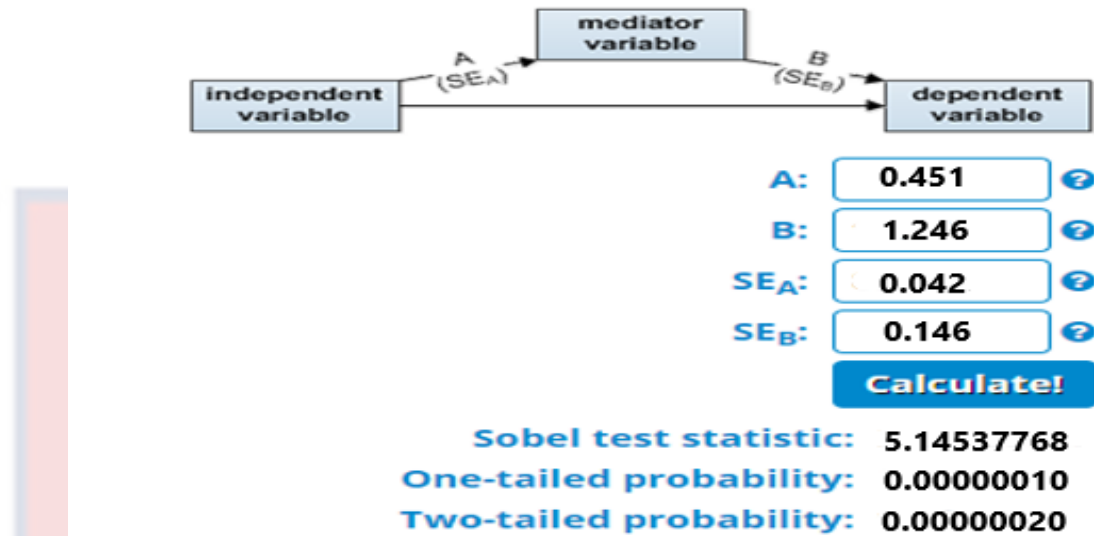 mediator
variable
A
(SEA)
B
(SEB)
independent
variable
dependent
variable
A: 0.451 ?
B: 1.246 ?
SEA: 0.042 ?
SEB: 0.146 ?
Calculate!
Sobel test statistic: 5.14537768
One-tailed probability: 0.00000010
Two-tailed probability: 0.00000020